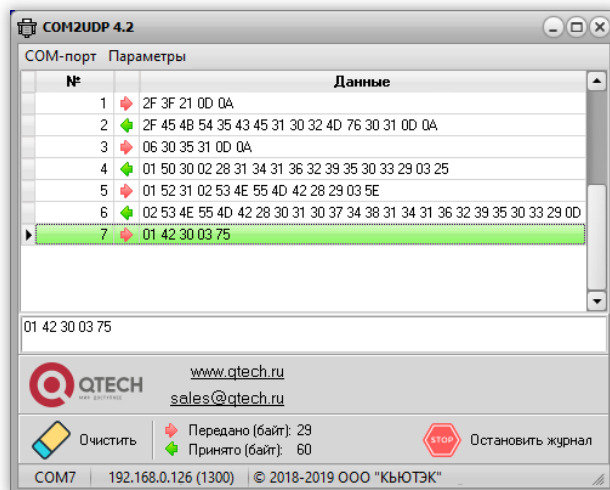 COM2UDP 4.2
COM-порт Параметры
№ Данные
1 2F 3F 21 0D 0A
2 2F 45 4B 54 35 43 45 31 30 32 4D 76 30 31 0D 0A
3 06 30 35 31 0D 0A
4 01 50 30 02 28 31 34 31 36 32 39 35 30 33 29 03 25
5 01 52 31 02 53 4E 55 4D 42 28 29 03 5E
6 02 53 4E 55 4D 42 28 30 31 30 37 34 38 31 34 31 36 32 39 35 30 33 29 0D
7 01 42 30 03 75
01 42 30 03 75
QTECH www.qtech.ru
МИР ДОСТУПНЕЕ sales@qtech.ru
Очистить Передано (байт): 29 STOP Остановить журнал
Принято (байт): 60
COM7 192.168.0.126 (1300) © 2018-2019 ООО "КЬЮТЭК"